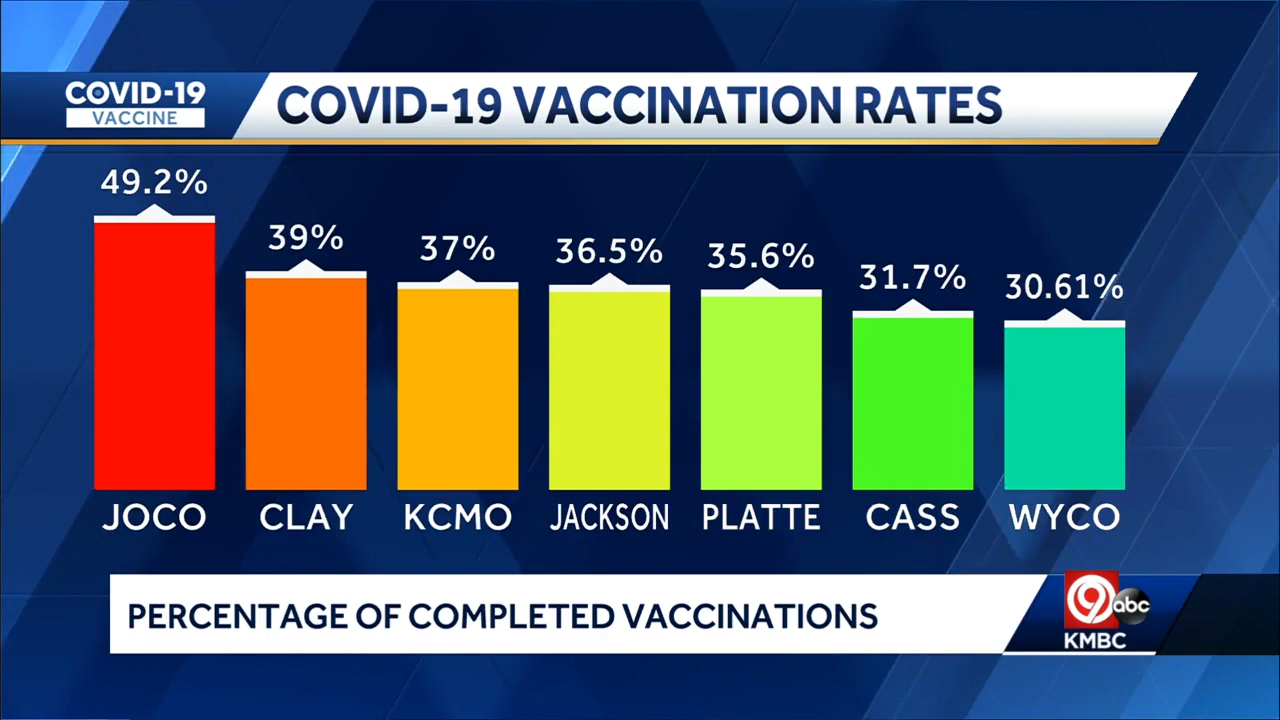 COVID-19
VACCINE
COVID-19 VACCINATION RATES
49.2%
39%
37%
36.5%
35.6%
31.7%
30.61%
JOCO
CLAY
KCMO
JACKSON
PLATTE
CASS
WYCO
PERCENTAGE OF COMPLETED VACCINATIONS
9
abc
KMBC